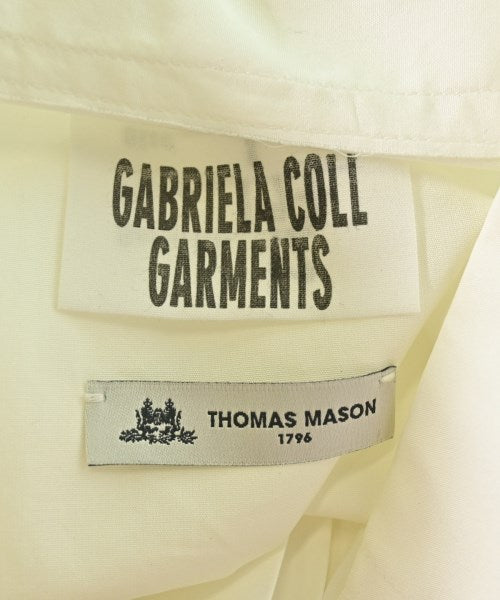 GABRIELA COLL
GARMENTS
THOMAS MASON
1796